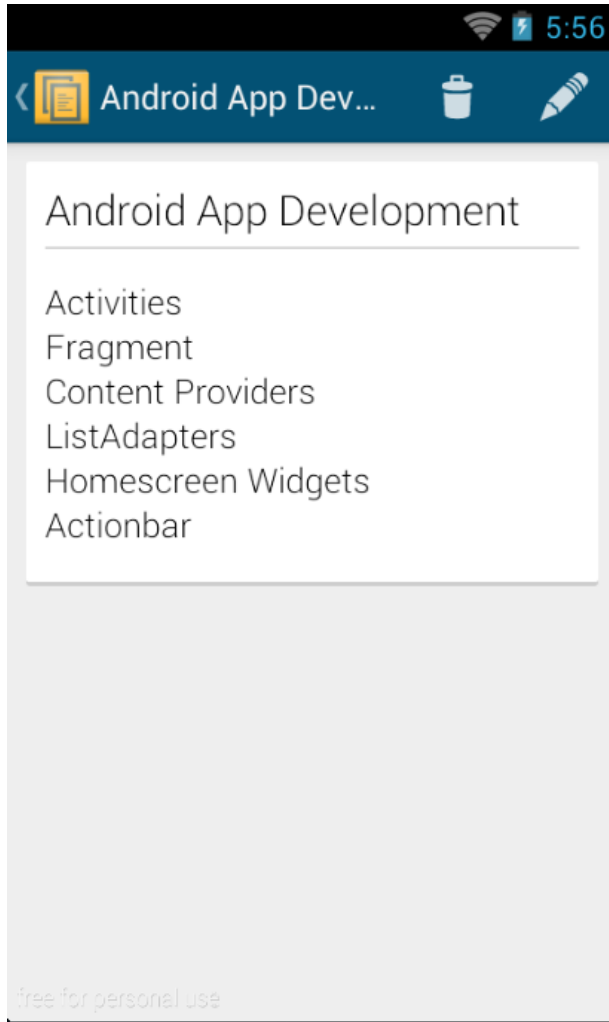 5:56
Android App Dev...
Android App Development
Activities
Fragment
Content Providers
ListAdapters
Homescreen Widgets
Actionbar
free for personal use